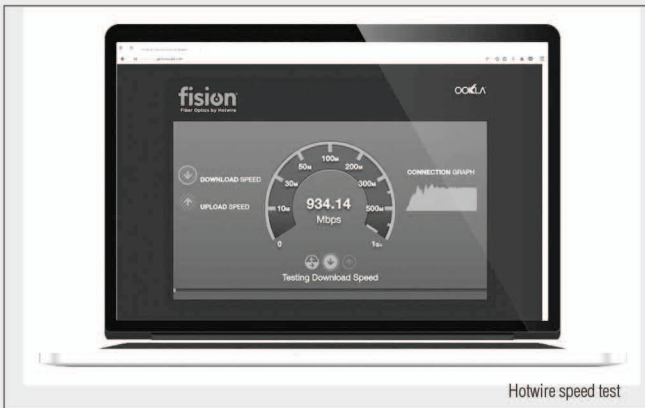 fision
Fiber Optics by Hotwire
OOKLA
DOWNLOAD SPEED
UPLOAD SPEED
0
10M
30M
50M
100M
200M
300M
500M
934.14
Mbps
CONNECTION GRAPH
Testing Download Speed
Hotwire speed test